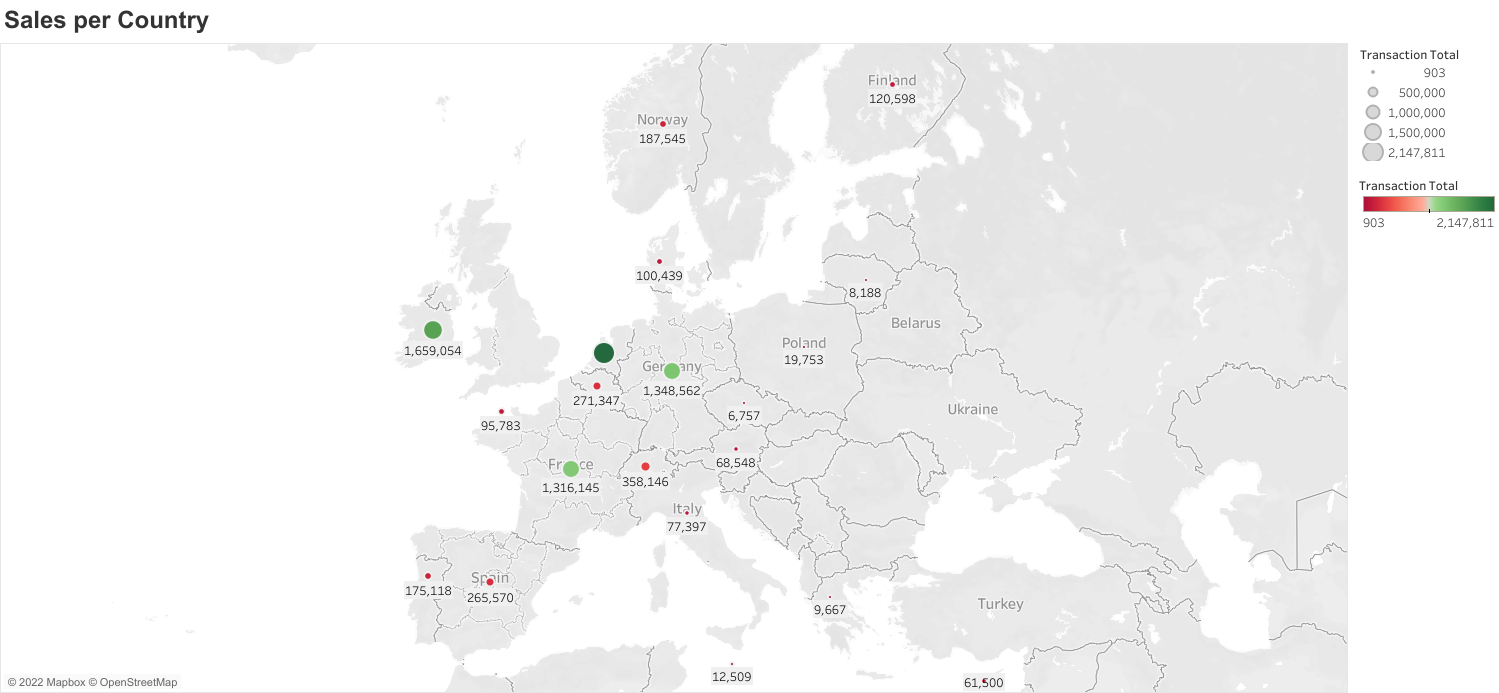 Sales per Country
Transaction Total
903
500,000
1,000,000
1,500,000
2,147,811
Transaction Total
903 2,147,811
Finland
120,598
Norway
187,545
100,439
8,188
Belarus
1,659,054
Poland
19,753
Germany
1,348,562
271,347
6,757
Ukraine
95,783
68,548
France
1,316,145
358,146
Italy
77,397
175,118
Spain
265,570
9,667
Turkey
12,509
61,500
© 2022 Mapbox © OpenStreetMap